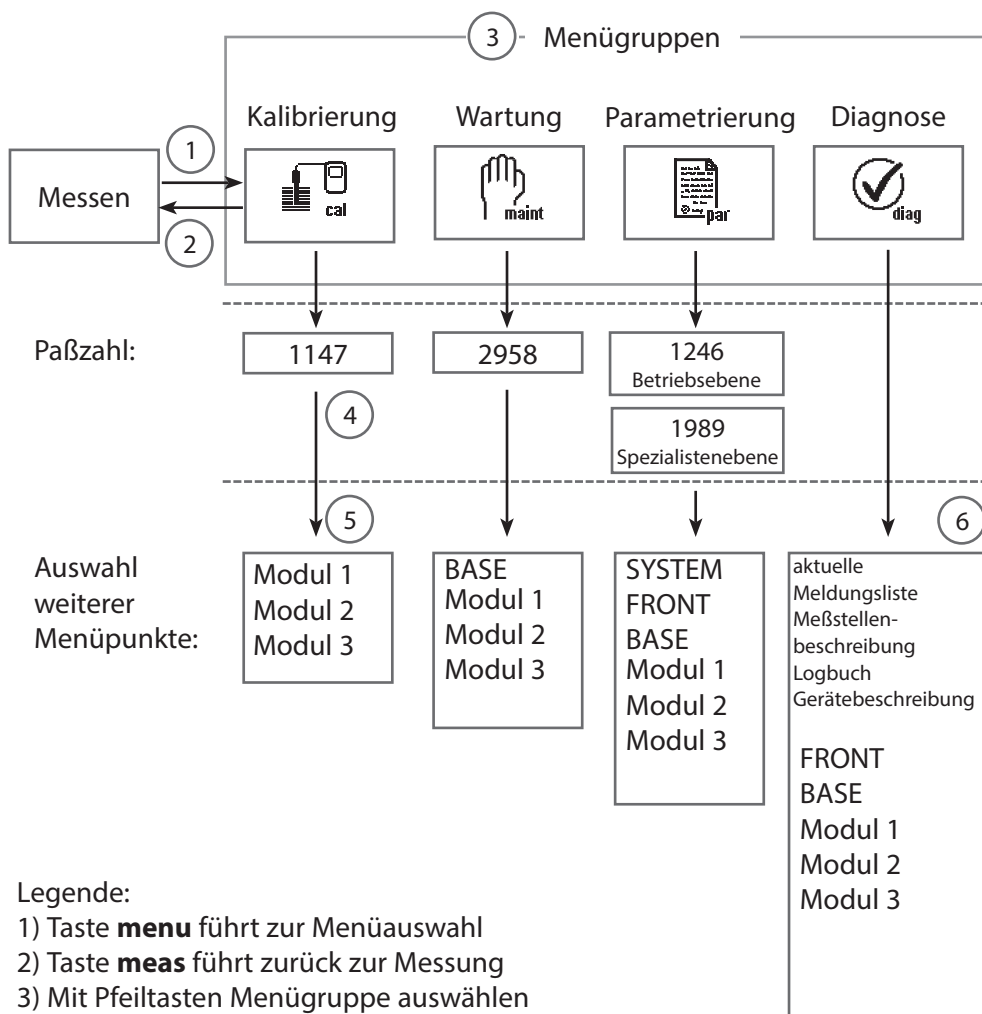 3 Menügruppen
Kalibrierung Wartung Parametrierung Diagnose
1
Messen
cal maint par diag
2
Paßzahl:
1147 2958 1246
Betriebsebene
4
1989
Spezialistenebene
5 6
Auswahl
weiterer
Menüpunkte:
Modul 1
Modul 2
Modul 3
BASE
Modul 1
Modul 2
Modul 3
SYSTEM
FRONT
BASE
Modul 1
Modul 2
Modul 3
aktuelle
Meldungsliste
Meßstellen-
beschreibung
Logbuch
Gerätebeschreibung
FRONT
BASE
Modul 1
Modul 2
Modul 3
Legende:
1) Taste menu führt zur Menüauswahl
2) Taste meas führt zurück zur Messung
3) Mit Pfeiltasten Menügruppe auswählen